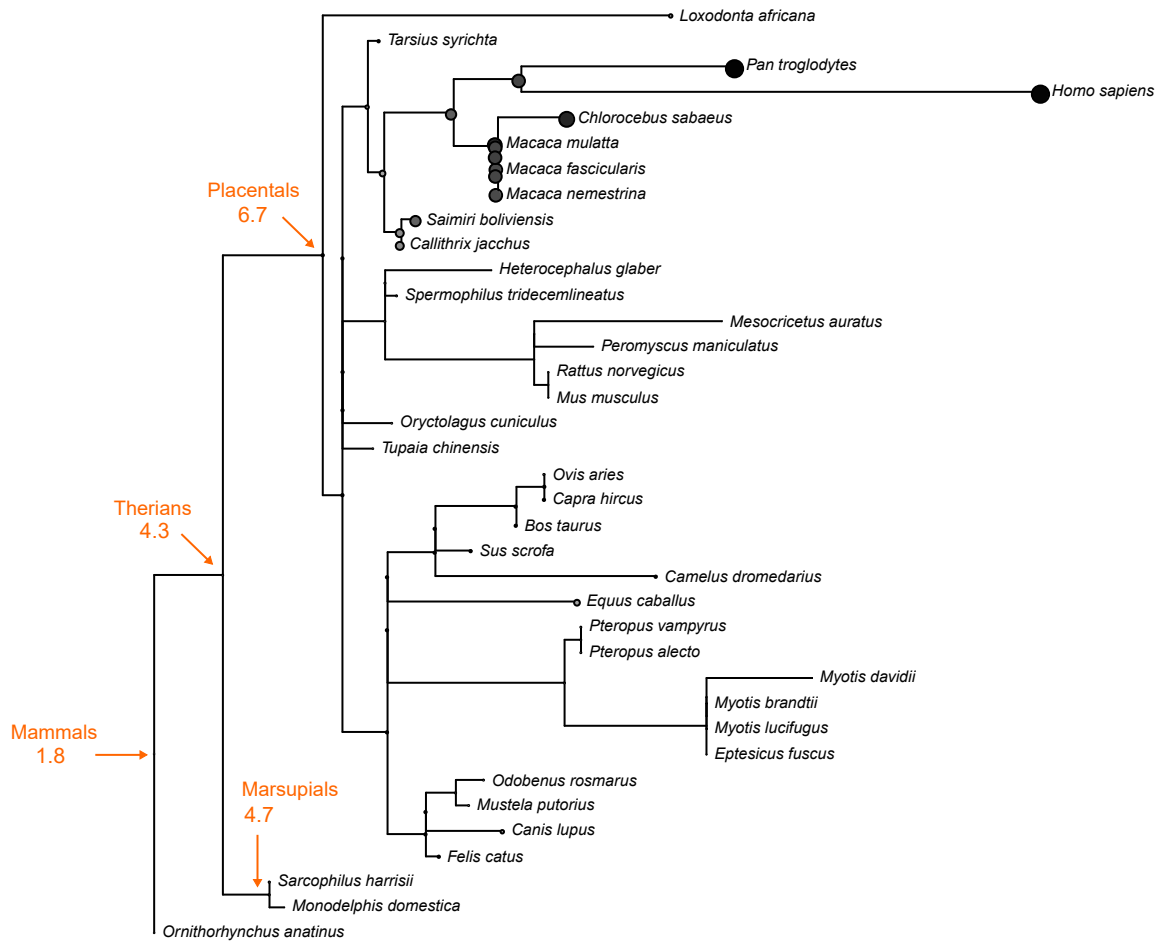 Loxodonta africana
Tarsius syrichta
Pan troglodytes
Homo sapiens
Chlorocebus sabaeus
Macaca mulatta
Macaca fascicularis
Macaca nemestrina
Placentals
6.7
Saimiri boliviensis
Callithrix jacchus
Heterocephalus glaber
Spermophilus tridecemlineatus
Mesocricetus auratus
Peromyscus maniculatus
Rattus norvegicus
Mus musculus
Oryctolagus cuniculus
Tupaia chinensis
Ovis aries
Capra hircus
Therians
4.3
Bos taurus
Sus scrofa
Camelus dromedarius
Equus caballus
Pteropus vampyrus
Pteropus alecto
Myotis davidii
Myotis brandtii
Myotis lucifugus
Mammals
1.8
Eptesicus fuscus
Odobenus rosmarus
Marsupials
4.7
Mustela putorius
Canis lupus
Felis catus
Sarcophilus harrisii
Monodelphis domestica
Ornithorhynchus anatinus